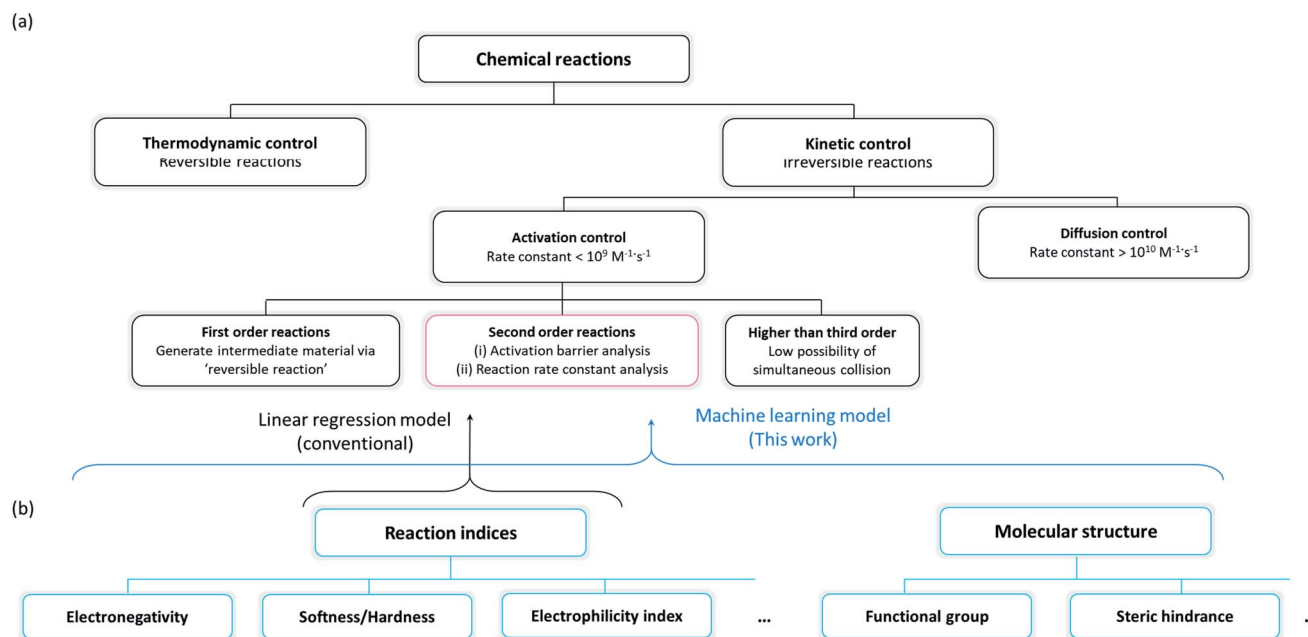 (a)
Chemical reactions
Thermodynamic control
Reversible reactions
Kinetic control
Irreversible reactions
Activation control
Rate constant < 10⁹ M⁻¹·s⁻¹
Diffusion control
Rate constant > 10¹⁰ M⁻¹·s⁻¹
First order reactions
Generate intermediate material via
‘reversible reaction’
Second order reactions
(i) Activation barrier analysis
(ii) Reaction rate constant analysis
Higher than third order
Low possibility of
simultaneous collision
Linear regression model
(conventional)
Machine learning model
(This work)
(b)
Reaction indices
Molecular structure
Electronegativity
Softness/Hardness
Electrophilicity index
...
Functional group
Steric hindrance
.